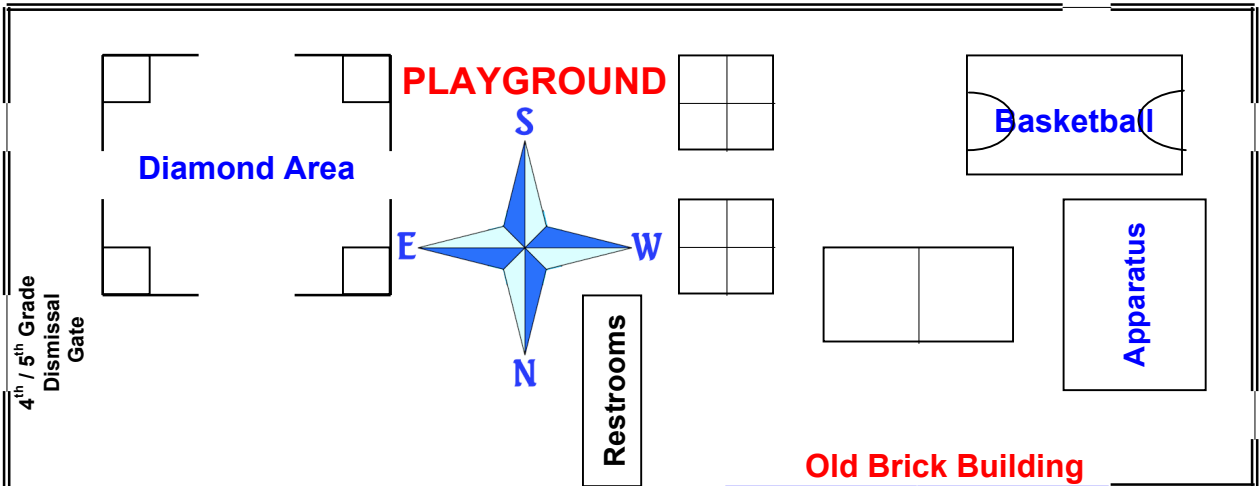 PLAYGROUND
S
Basketball
Diamond Area
E
W
4th / 5th Grade
Dismissal
Gate
Apparatus
Restrooms
N
Old Brick Building